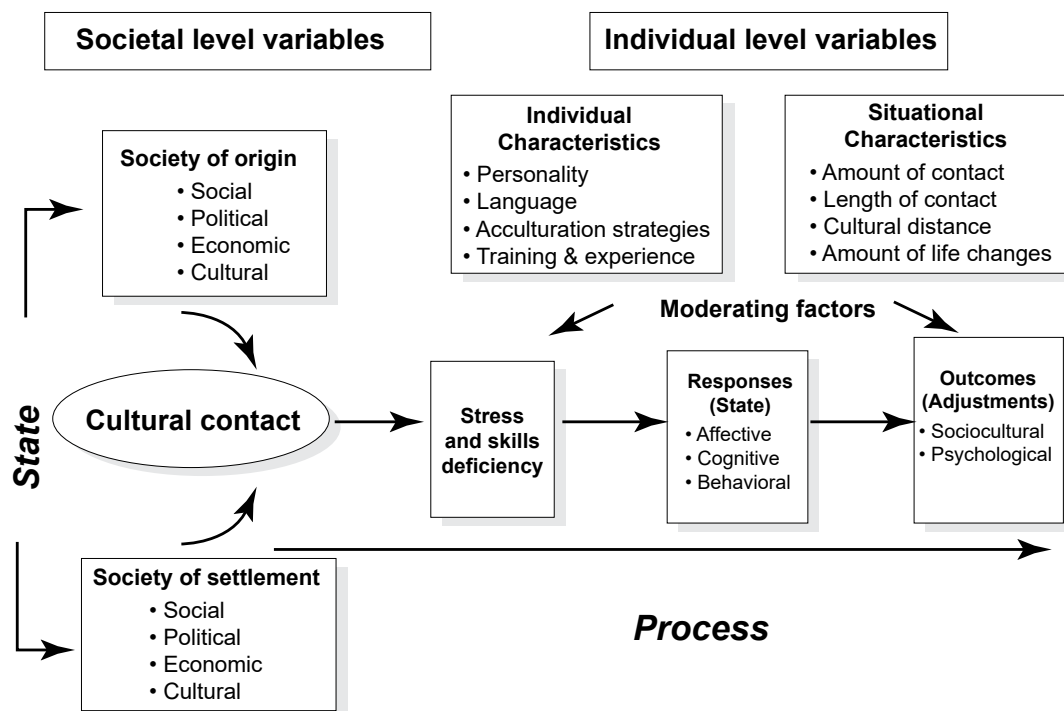 Societal level variables
Individual level variables
Society of origin
• Social
• Political
• Economic
• Cultural
Individual
Characteristics
• Personality
• Language
• Acculturation strategies
• Training & experience
Situational
Characteristics
• Amount of contact
• Length of contact
• Cultural distance
• Amount of life changes
Moderating factors
State
Cultural contact
Stress
and skills
deficiency
Responses
(State)
• Affective
• Cognitive
• Behavioral
Outcomes
(Adjustments)
• Sociocultural
• Psychological
Society of settlement
• Social
• Political
• Economic
• Cultural
Process